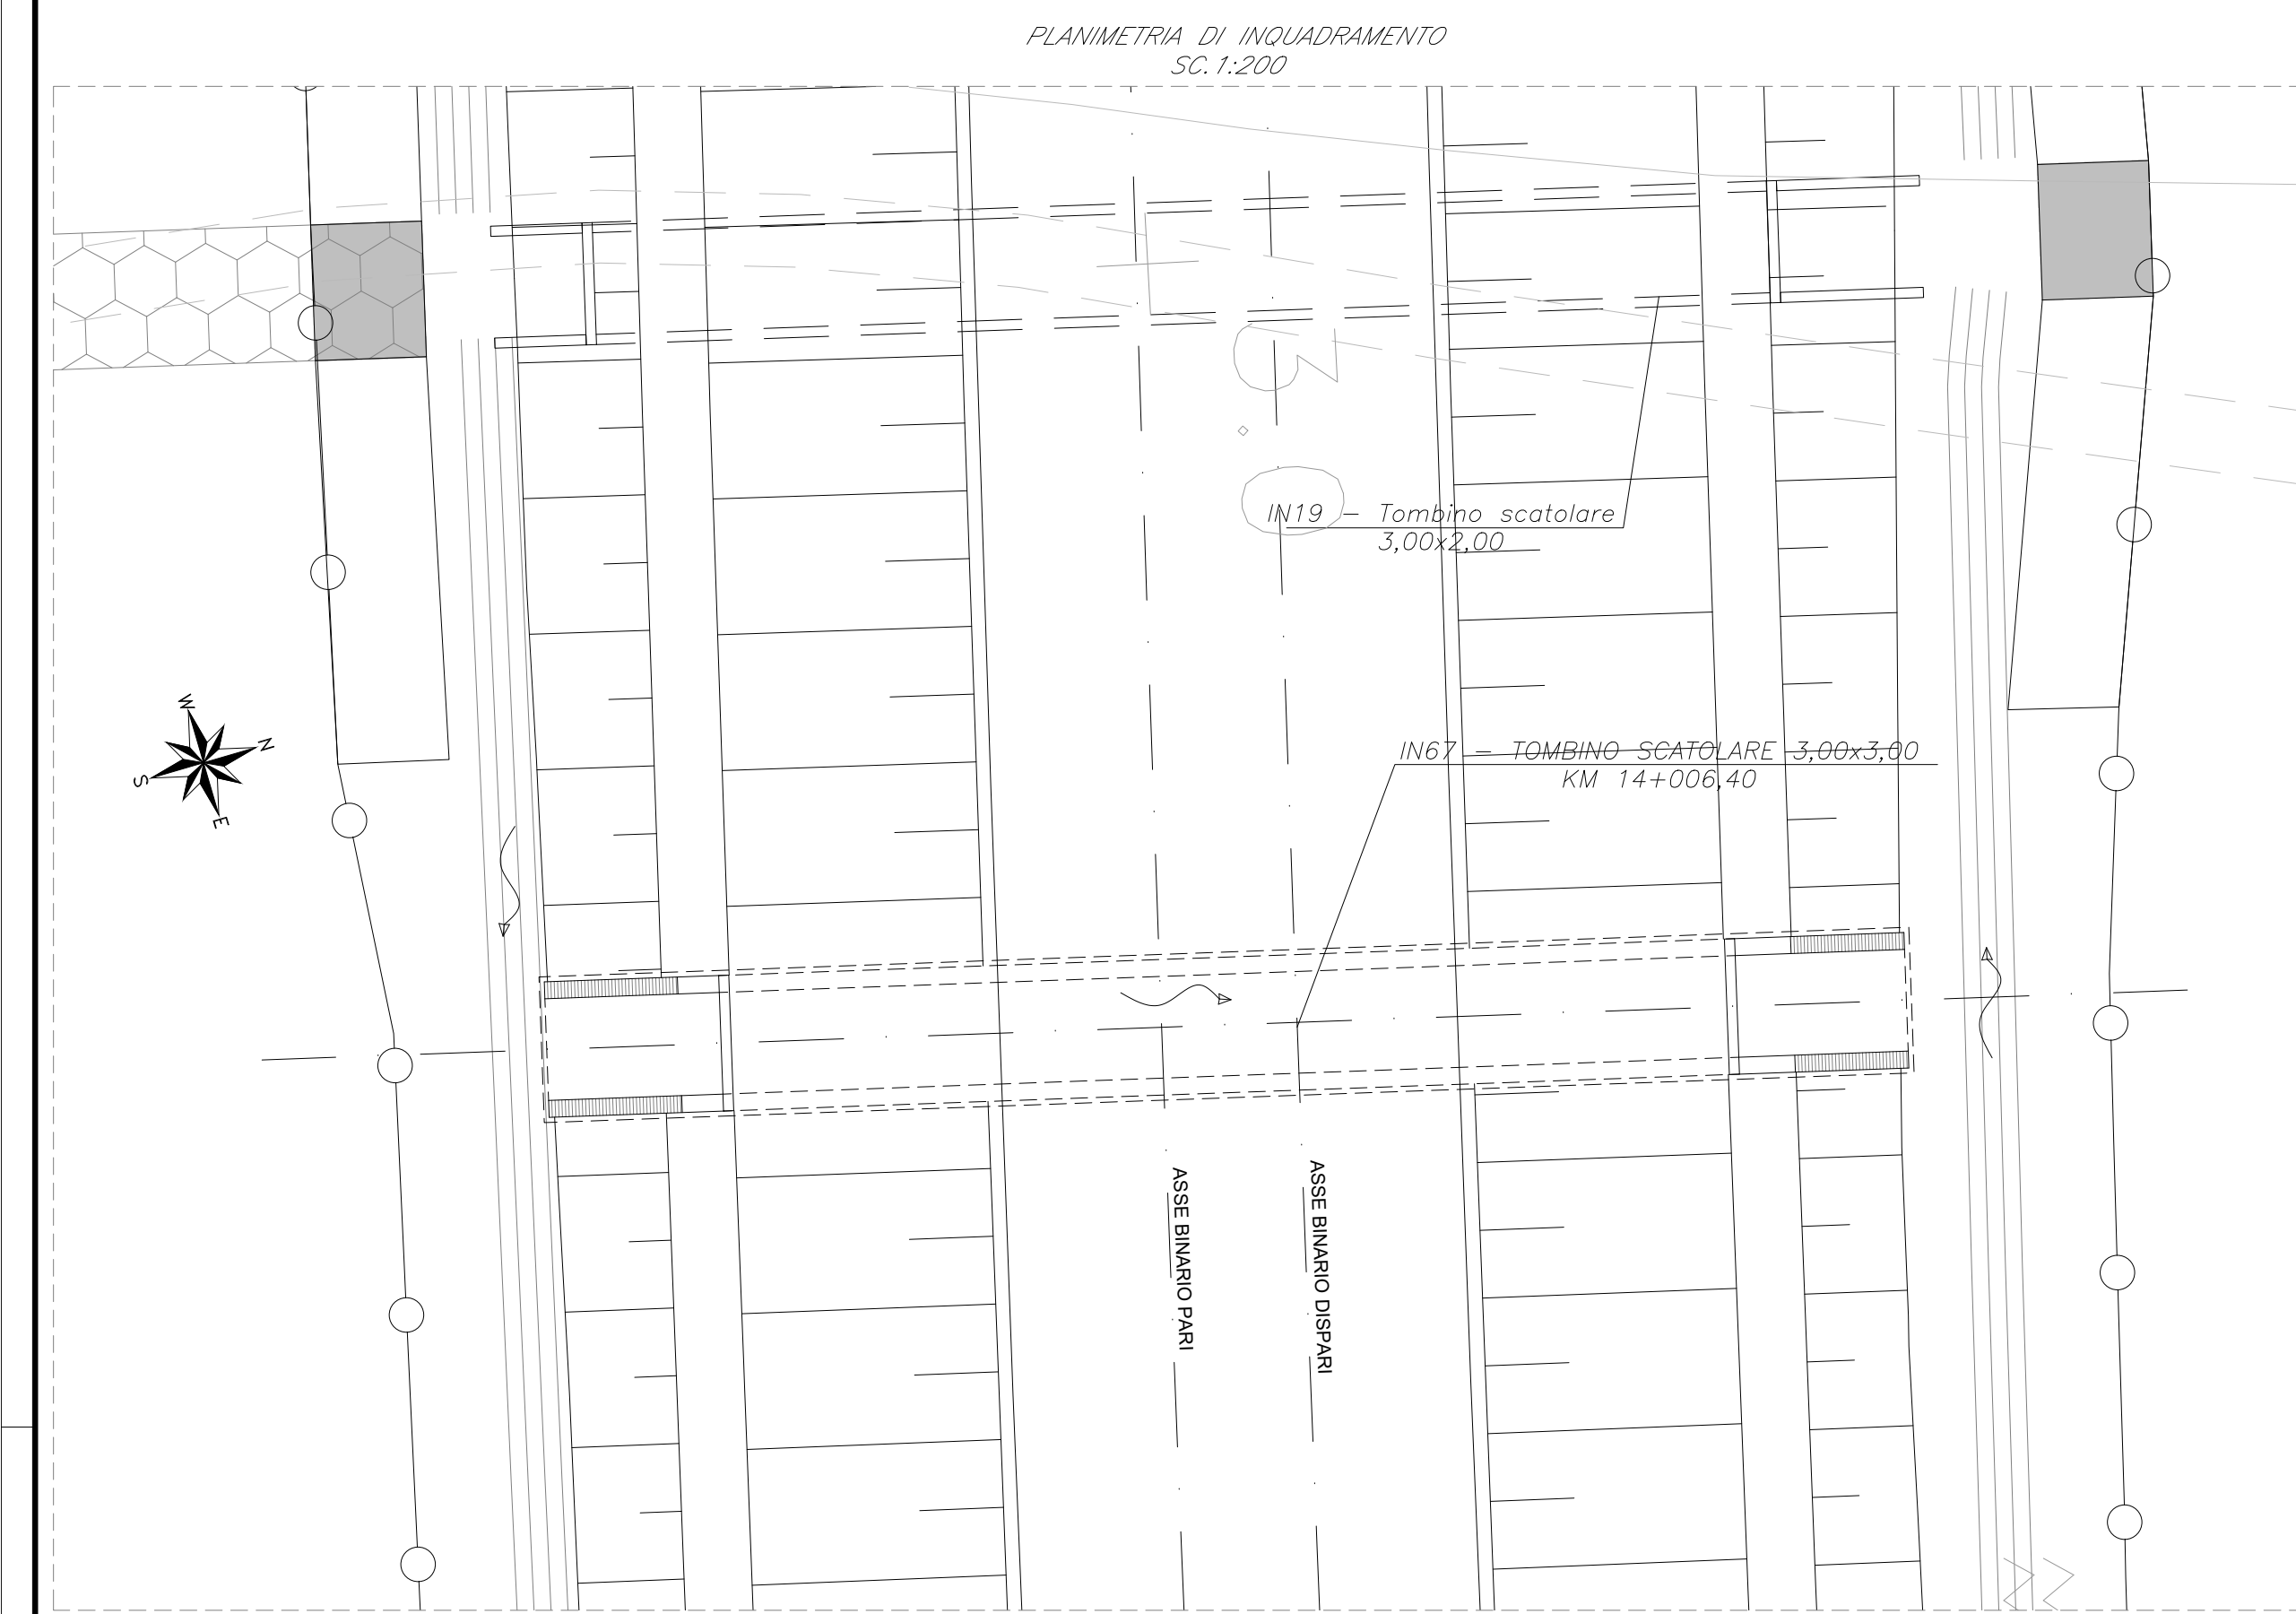 PLANIMETRIA DI INQUADRAMENTO
SC. 1:200
IN19 – Tombino scatolare
3,00x2,00
W
N
S
E
IN67 – TOMBINO SCATOLARE 3,00x3,00
KM 14+006,40
ASSE BINARIO PARI
ASSE BINARIO DISPARI